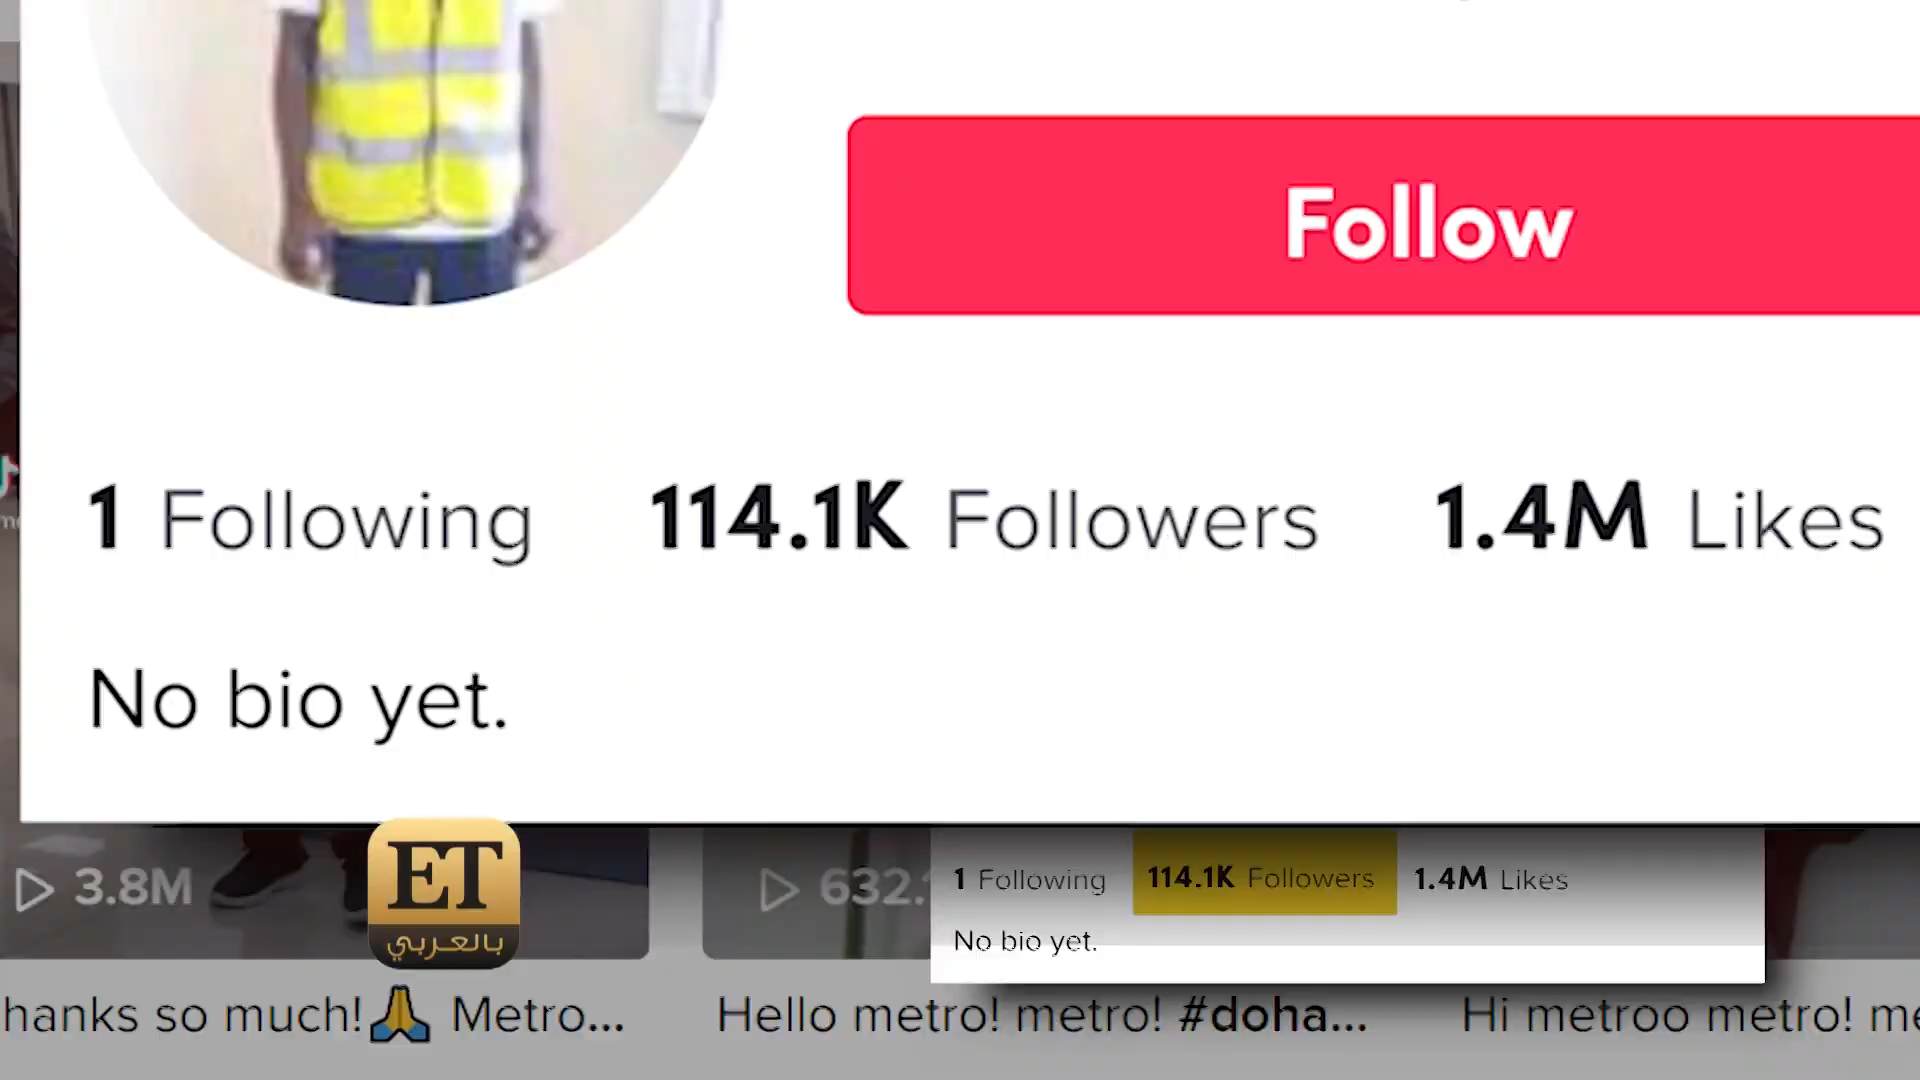 Follow
1 Following 114.1K Followers 1.4M Likes
No bio yet.
3.8M
632.
1 Following 114.1K Followers 1.4M Likes
No bio yet.
ET
بالعربي
hanks so much!🙏 Metro...
Hello metro! metro! #doha...
Hi metroo metro! me